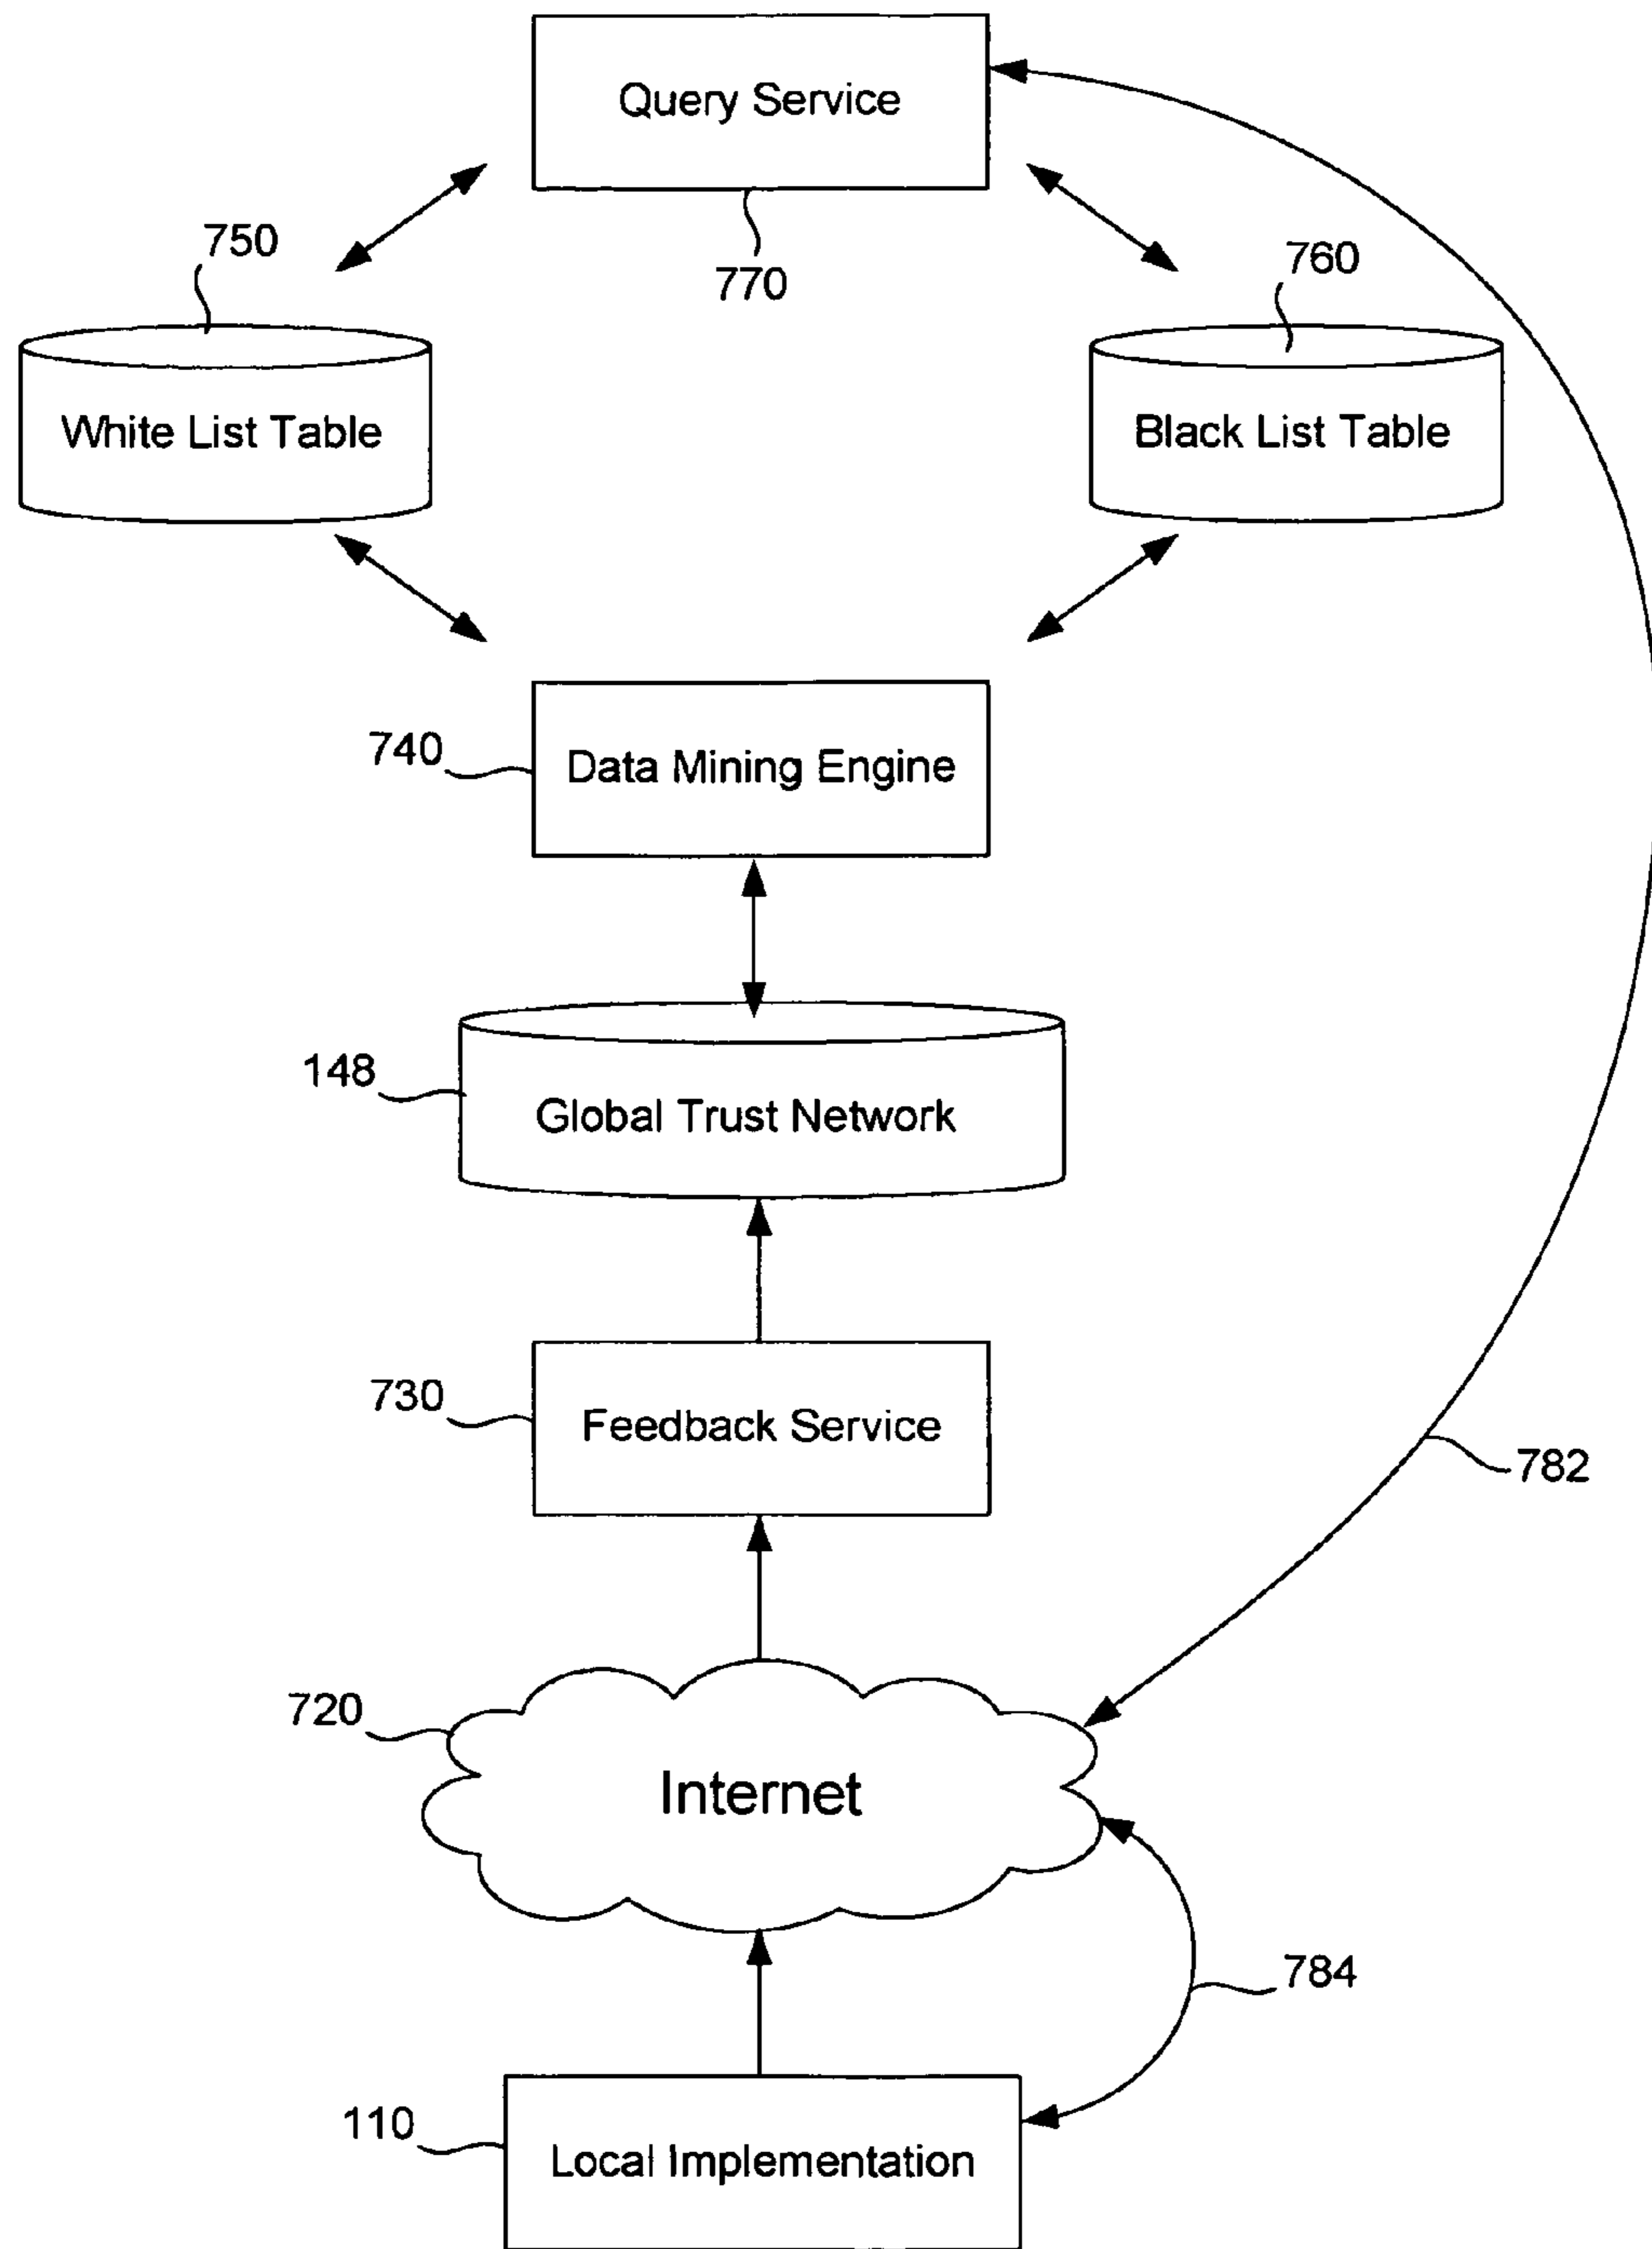 Query Service
770
750
760
White List Table
Black List Table
740
Data Mining Engine
148
Global Trust Network
730
Feedback Service
782
720
Internet
784
110
Local Implementation